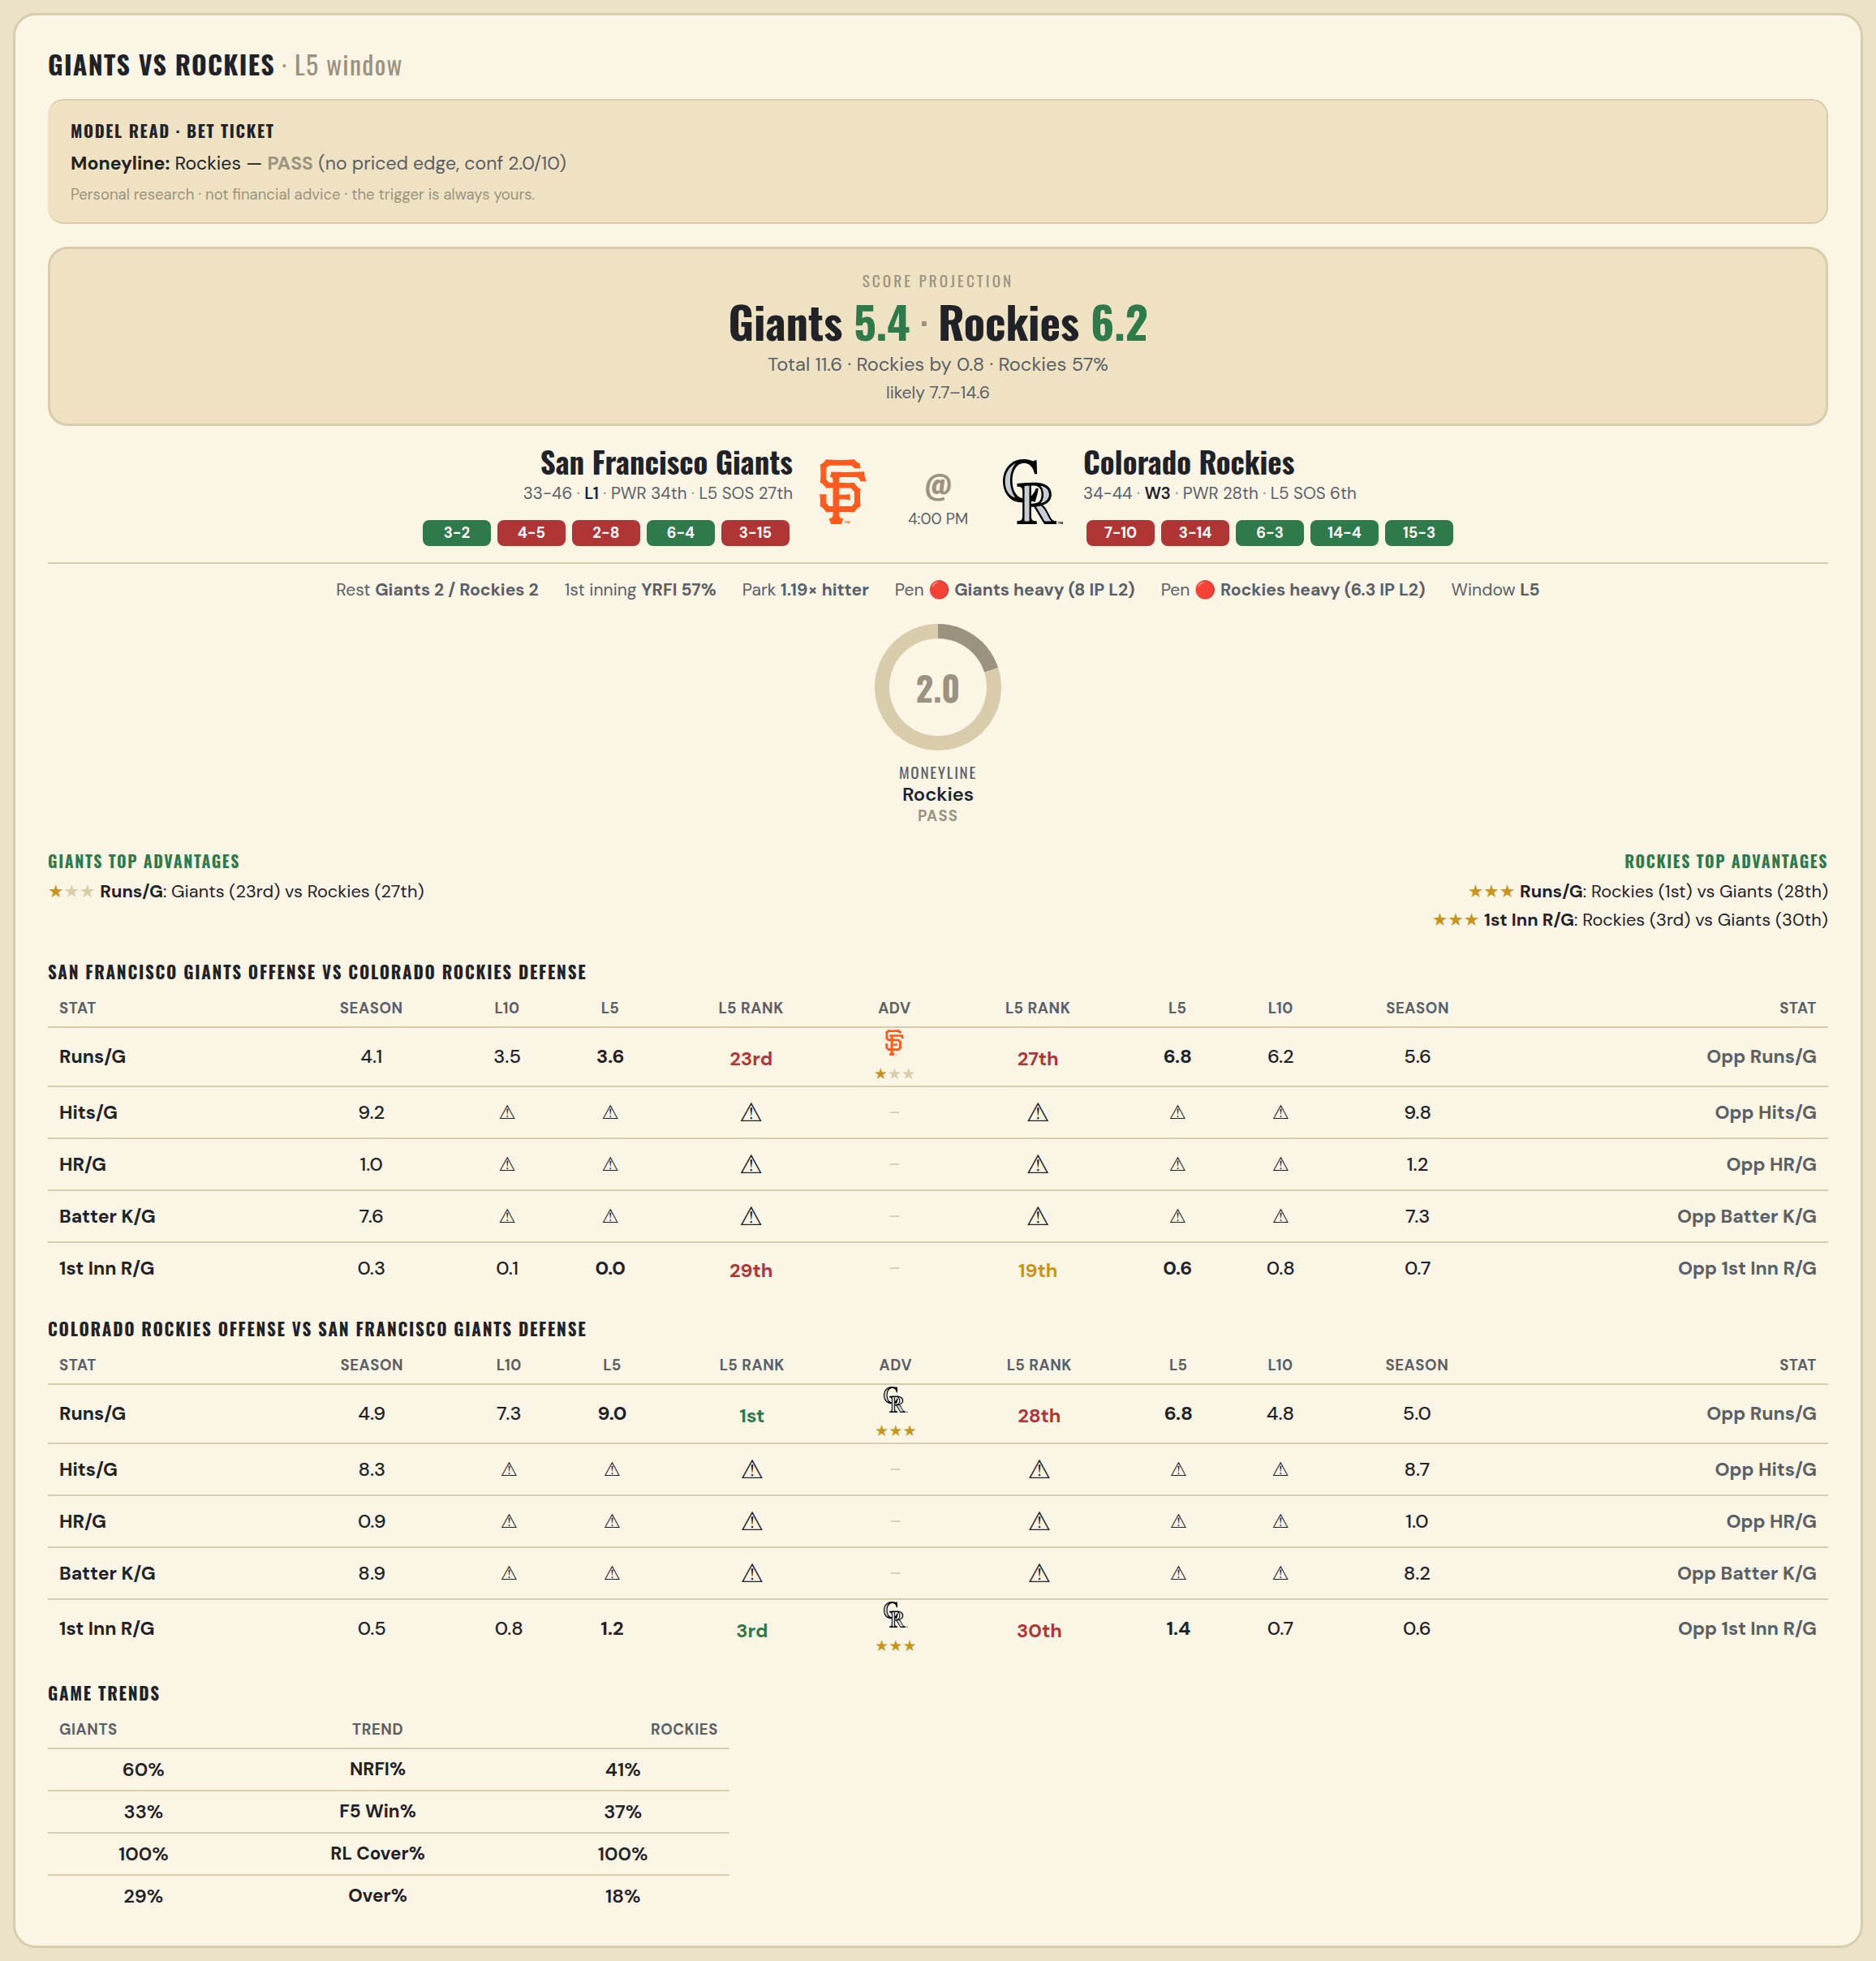 GIANTS VS ROCKIES · L5 window
MODEL READ · BET TICKET
Moneyline: Rockies — PASS (no priced edge, conf 2.0/10)
Personal research · not financial advice · the trigger is always yours.
SCORE PROJECTION
Giants 5.4 · Rockies 6.2
Total 11.6 · Rockies by 0.8 · Rockies 57%
likely 7.7–14.6
San Francisco Giants
33-46 · L1 · PWR 34th · L5 SOS 27th
3-2 4-5 2-8 6-4 3-15
@
4:00 PM
Colorado Rockies
34-44 · W3 · PWR 28th · L5 SOS 6th
7-10 3-14 6-3 14-4 15-3
Rest Giants 2 / Rockies 2 1st inning YRFI 57% Park 1.19× hitter Pen 🔴 Giants heavy (8 IP L2) Pen 🔴 Rockies heavy (6.3 IP L2) Window L5
2.0
MONEYLINE
Rockies
PASS
GIANTS TOP ADVANTAGES
★★★ Runs/G: Giants (23rd) vs Rockies (27th)
ROCKIES TOP ADVANTAGES
★★★ Runs/G: Rockies (1st) vs Giants (28th)
★★★ 1st Inn R/G: Rockies (3rd) vs Giants (30th)
SAN FRANCISCO GIANTS OFFENSE VS COLORADO ROCKIES DEFENSE
STAT SEASON L10 L5 L5 RANK ADV L5 RANK L5 L10 SEASON STAT
Runs/G 4.1 3.5 3.6 23rd ★★★ 27th 6.8 6.2 5.6 Opp Runs/G
Hits/G 9.2 ⚠ ⚠ ⚠ – ⚠ ⚠ ⚠ 9.8 Opp Hits/G
HR/G 1.0 ⚠ ⚠ ⚠ – ⚠ ⚠ ⚠ 1.2 Opp HR/G
Batter K/G 7.6 ⚠ ⚠ ⚠ – ⚠ ⚠ ⚠ 7.3 Opp Batter K/G
1st Inn R/G 0.3 0.1 0.0 29th – 19th 0.6 0.8 0.7 Opp 1st Inn R/G
COLORADO ROCKIES OFFENSE VS SAN FRANCISCO GIANTS DEFENSE
STAT SEASON L10 L5 L5 RANK ADV L5 RANK L5 L10 SEASON STAT
Runs/G 4.9 7.3 9.0 1st ★★★ 28th 6.8 4.8 5.0 Opp Runs/G
Hits/G 8.3 ⚠ ⚠ ⚠ – ⚠ ⚠ ⚠ 8.7 Opp Hits/G
HR/G 0.9 ⚠ ⚠ ⚠ – ⚠ ⚠ ⚠ 1.0 Opp HR/G
Batter K/G 8.9 ⚠ ⚠ ⚠ – ⚠ ⚠ ⚠ 8.2 Opp Batter K/G
1st Inn R/G 0.5 0.8 1.2 3rd ★★★ 30th 1.4 0.7 0.6 Opp 1st Inn R/G
GAME TRENDS
GIANTS TREND ROCKIES
60% NRFI% 41%
33% F5 Win% 37%
100% RL Cover% 100%
29% Over% 18%